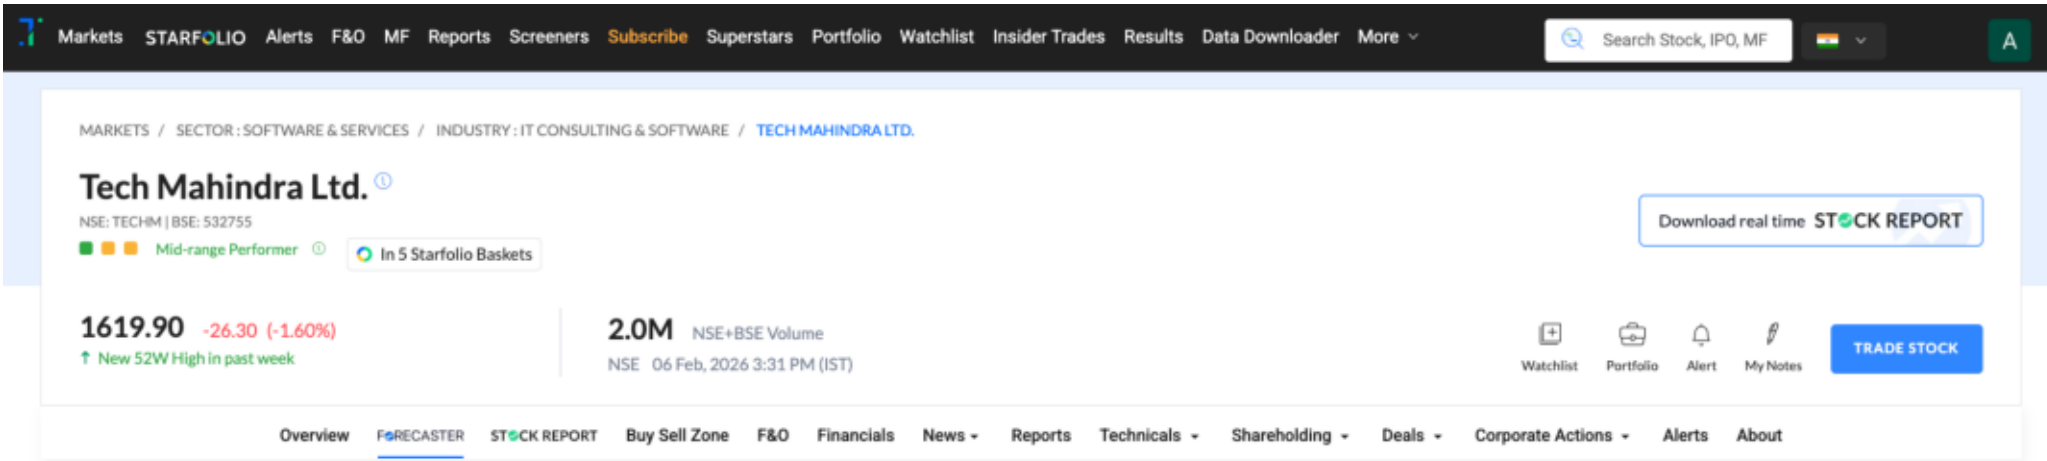 Markets STARFOLIO Alerts F&O MF Reports Screeners Subscribe Superstars Portfolio Watchlist Insider Trades Results Data Downloader More Search Stock, IPO, MF A
MARKETS / SECTOR : SOFTWARE & SERVICES / INDUSTRY : IT CONSULTING & SOFTWARE / TECH MAHINDRA LTD.
Tech Mahindra Ltd.
NSE: TECHM | BSE: 532755
Mid-range Performer In 5 Starfolio Baskets
Download real time STOCK REPORT
1619.90 -26.30 (-1.60%)
↑ New 52W High in past week
2.0M NSE+BSE Volume
NSE 06 Feb, 2026 3:31 PM (IST)
Watchlist Portfolio Alert My Notes
TRADE STOCK
Overview FORECASTER STOCK REPORT Buy Sell Zone F&O Financials News Reports Technicals Shareholding Deals Corporate Actions Alerts About